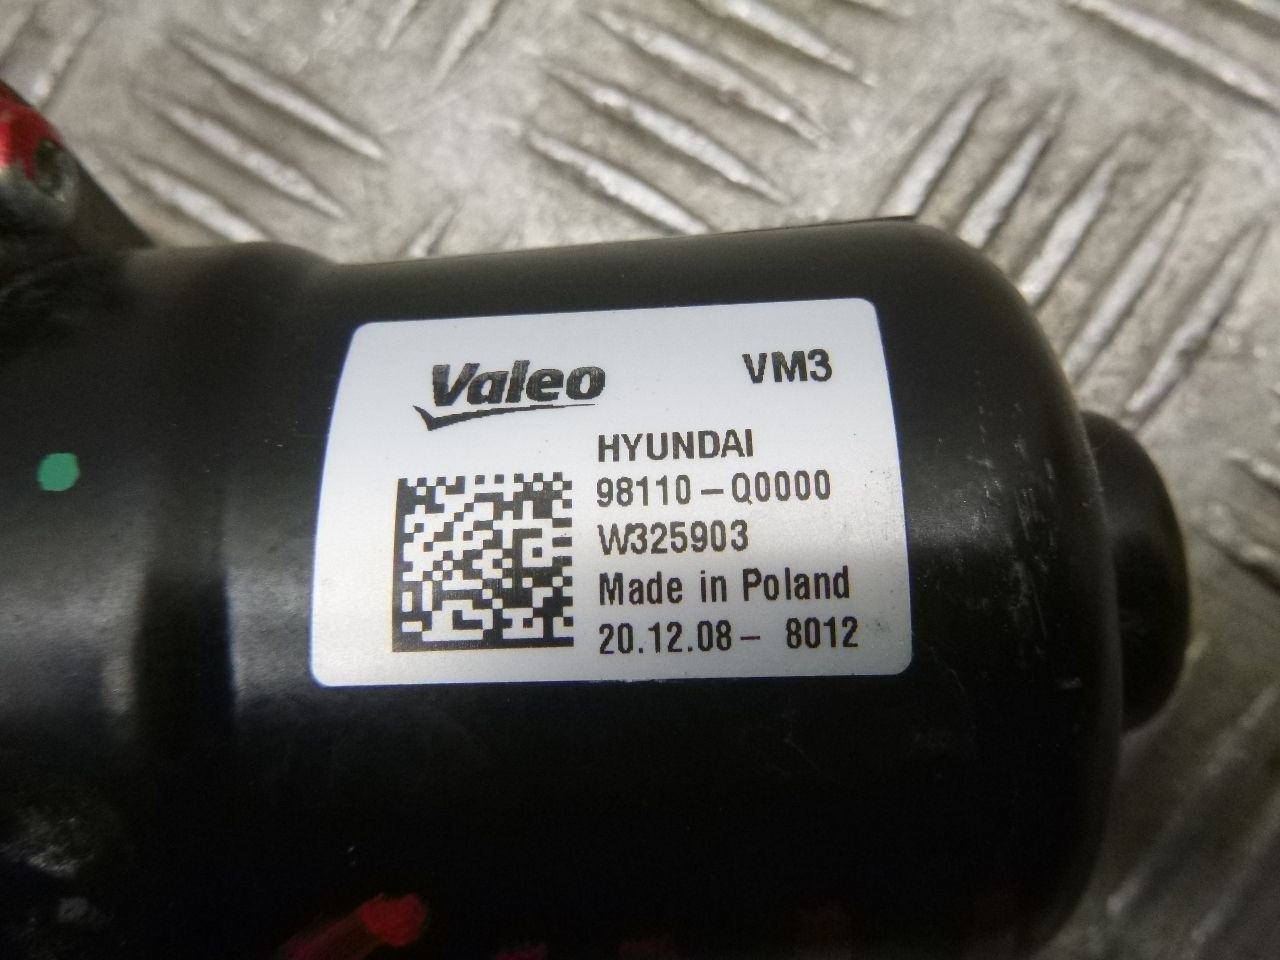 Valeo VM3
HYUNDAI
98110-Q0000
W325903
Made in Poland
20.12.08- 8012